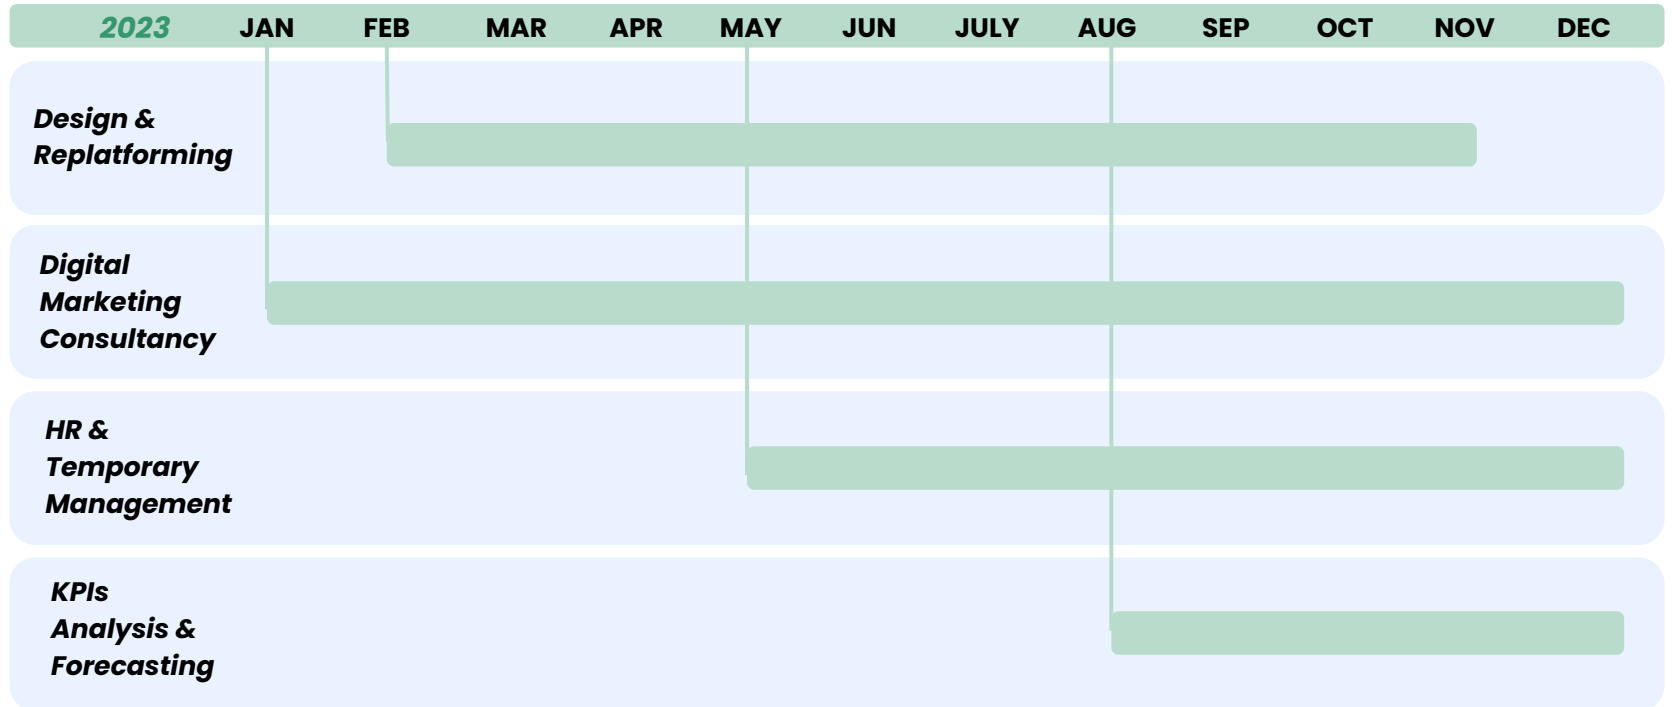 2023 JAN FEB MAR APR MAY JUN JULY AUG SEP OCT NOV DEC
Design &
Replatforming
Digital
Marketing
Consultancy
HR &
Temporary
Management
KPIs
Analysis &
Forecasting